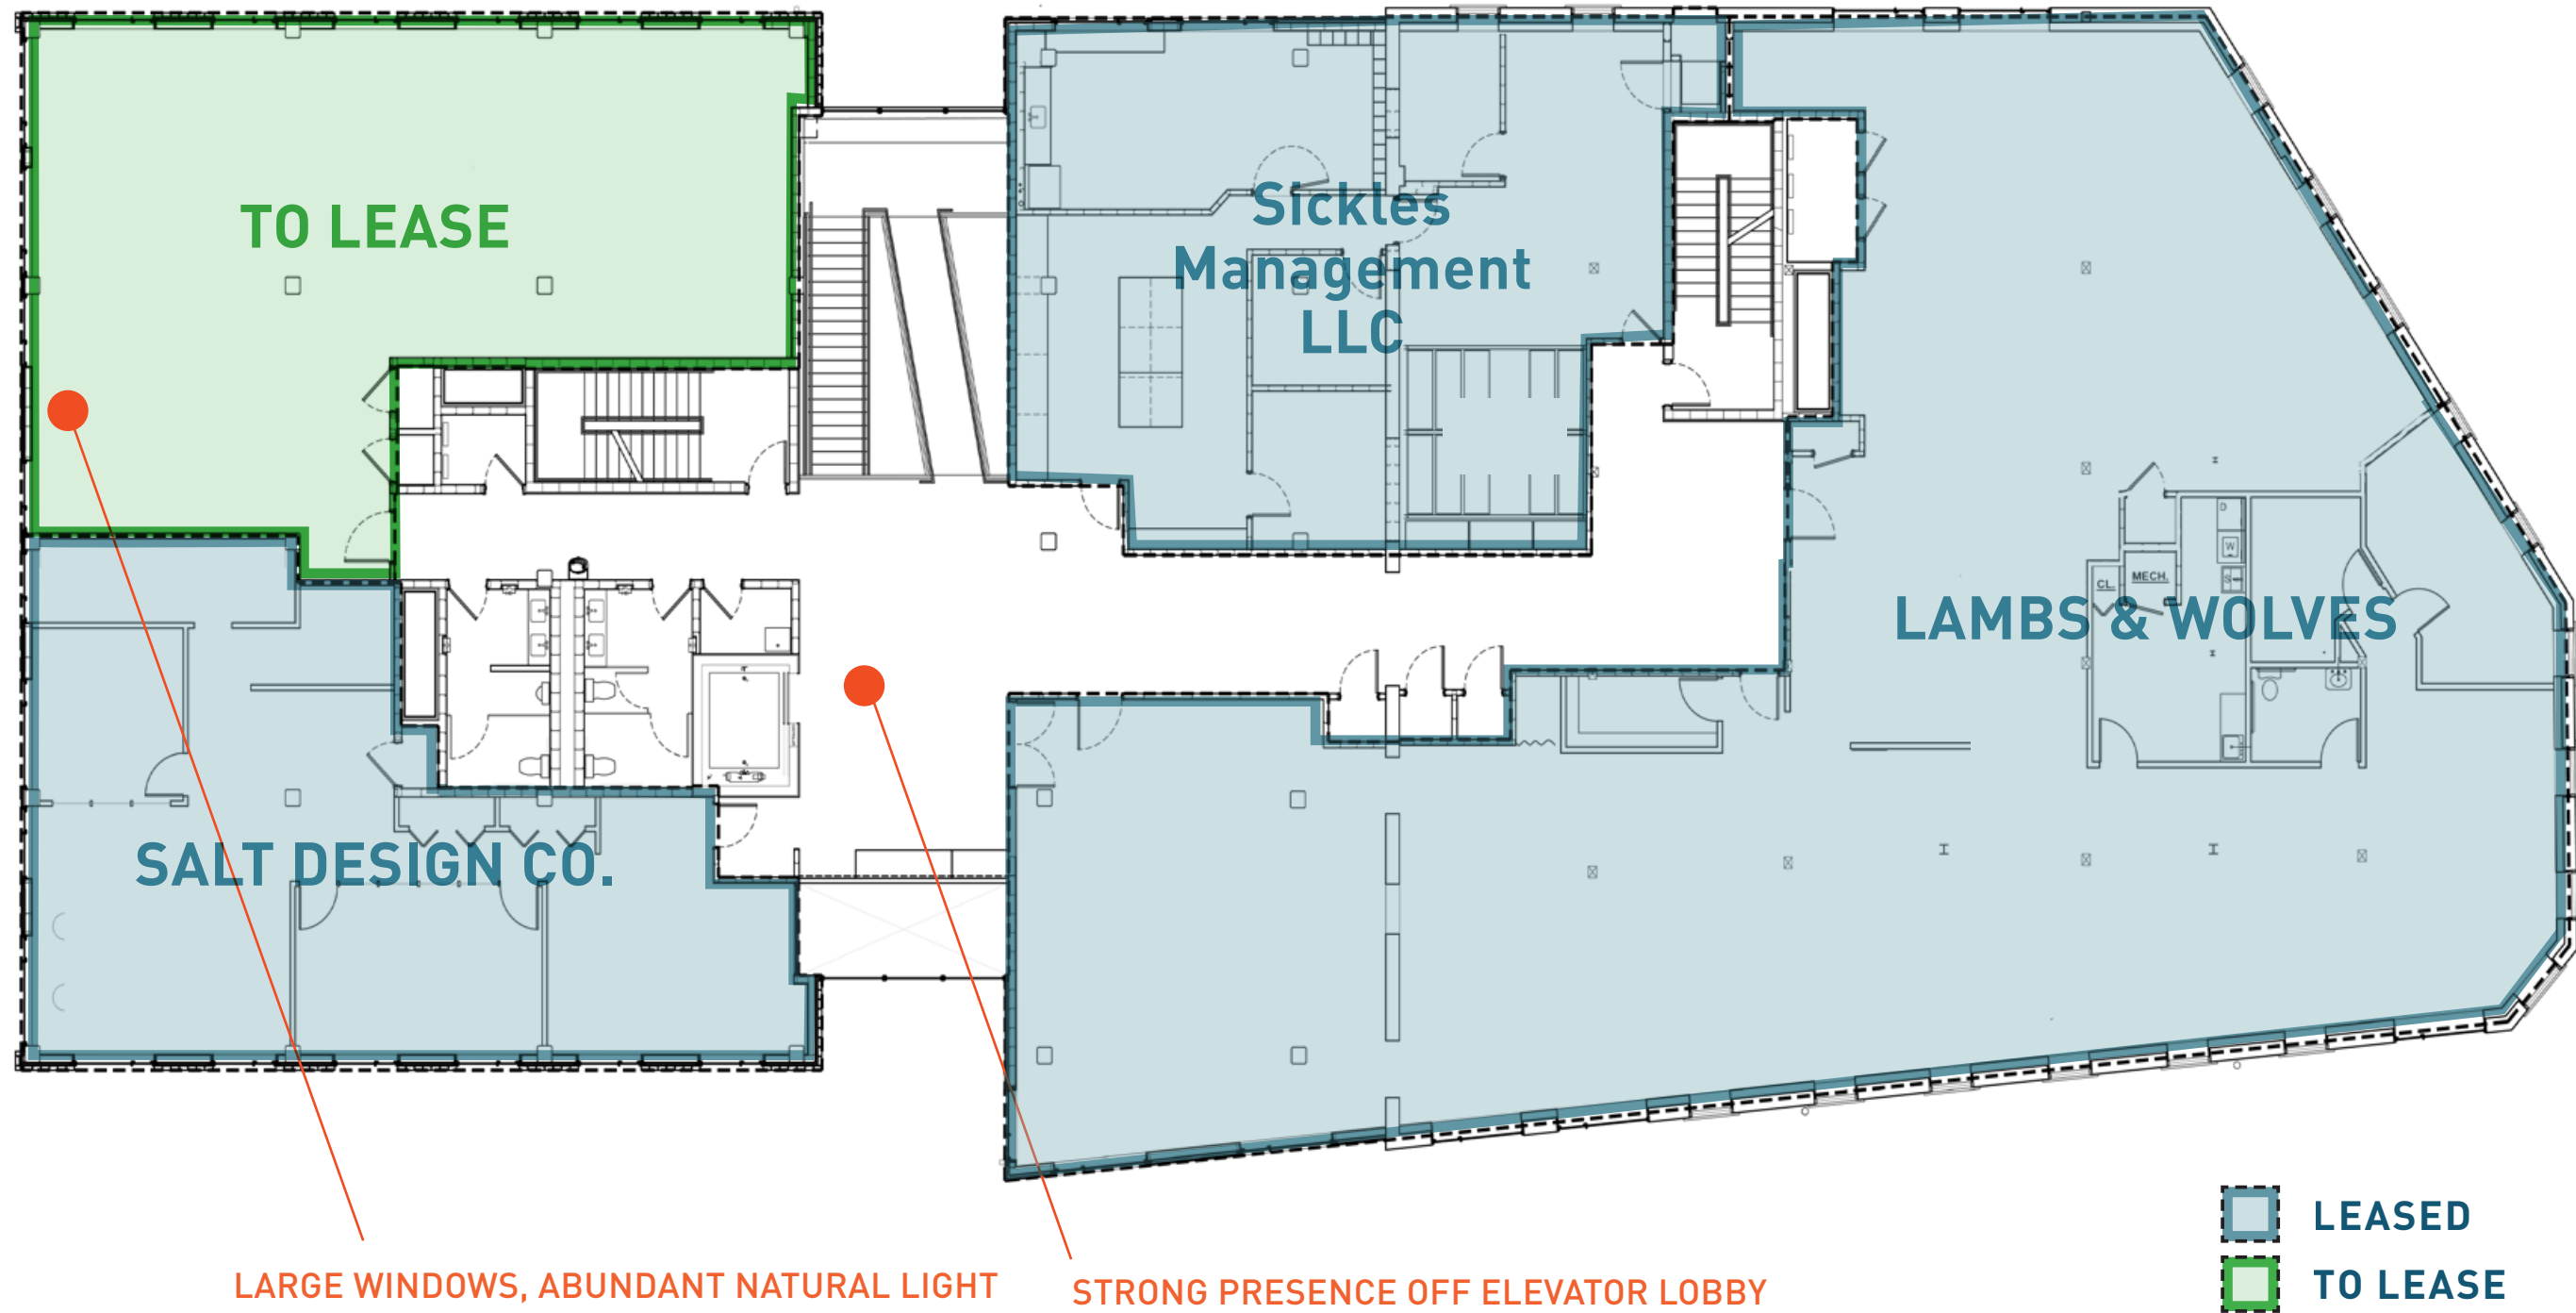 TO LEASE
Sickles
Management
LLC
D
W
S
CL.
MECH.
LAMBS & WOLVES
SALT DESIGN CO.
LEASED
TO LEASE
LARGE WINDOWS, ABUNDANT NATURAL LIGHT
STRONG PRESENCE OFF ELEVATOR LOBBY